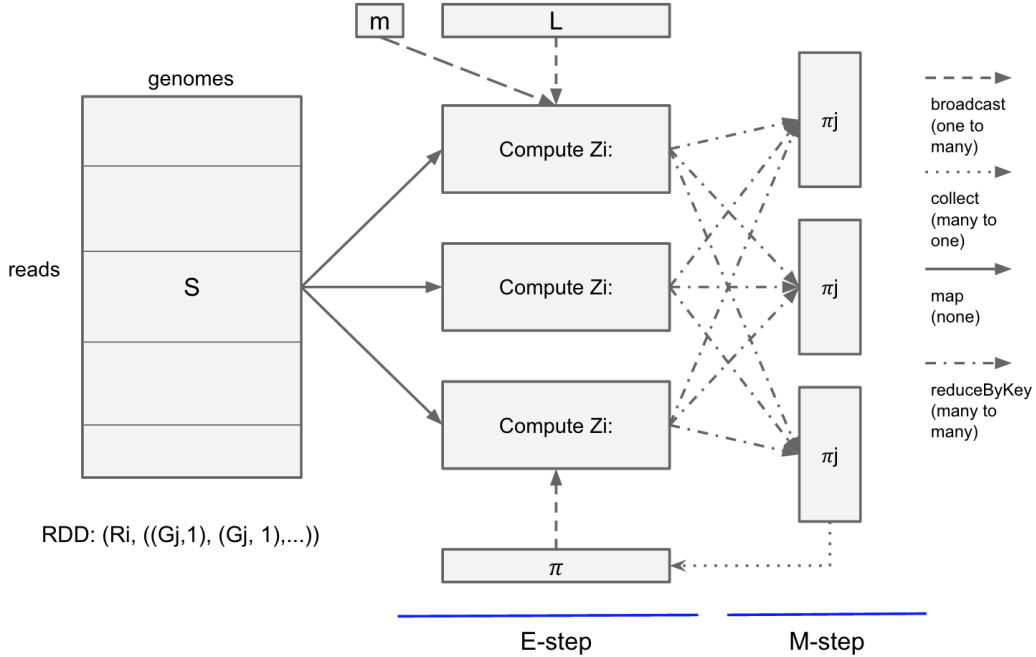 m
L
genomes
reads
S
Compute Zi:
Compute Zi:
Compute Zi:
πj
πj
πj
broadcast
(one to
many)
collect
(many to
one)
map
(none)
reduceByKey
(many to
many)
RDD: (Ri, ((Gj,1), (Gj, 1),...))
π
E-step
M-step